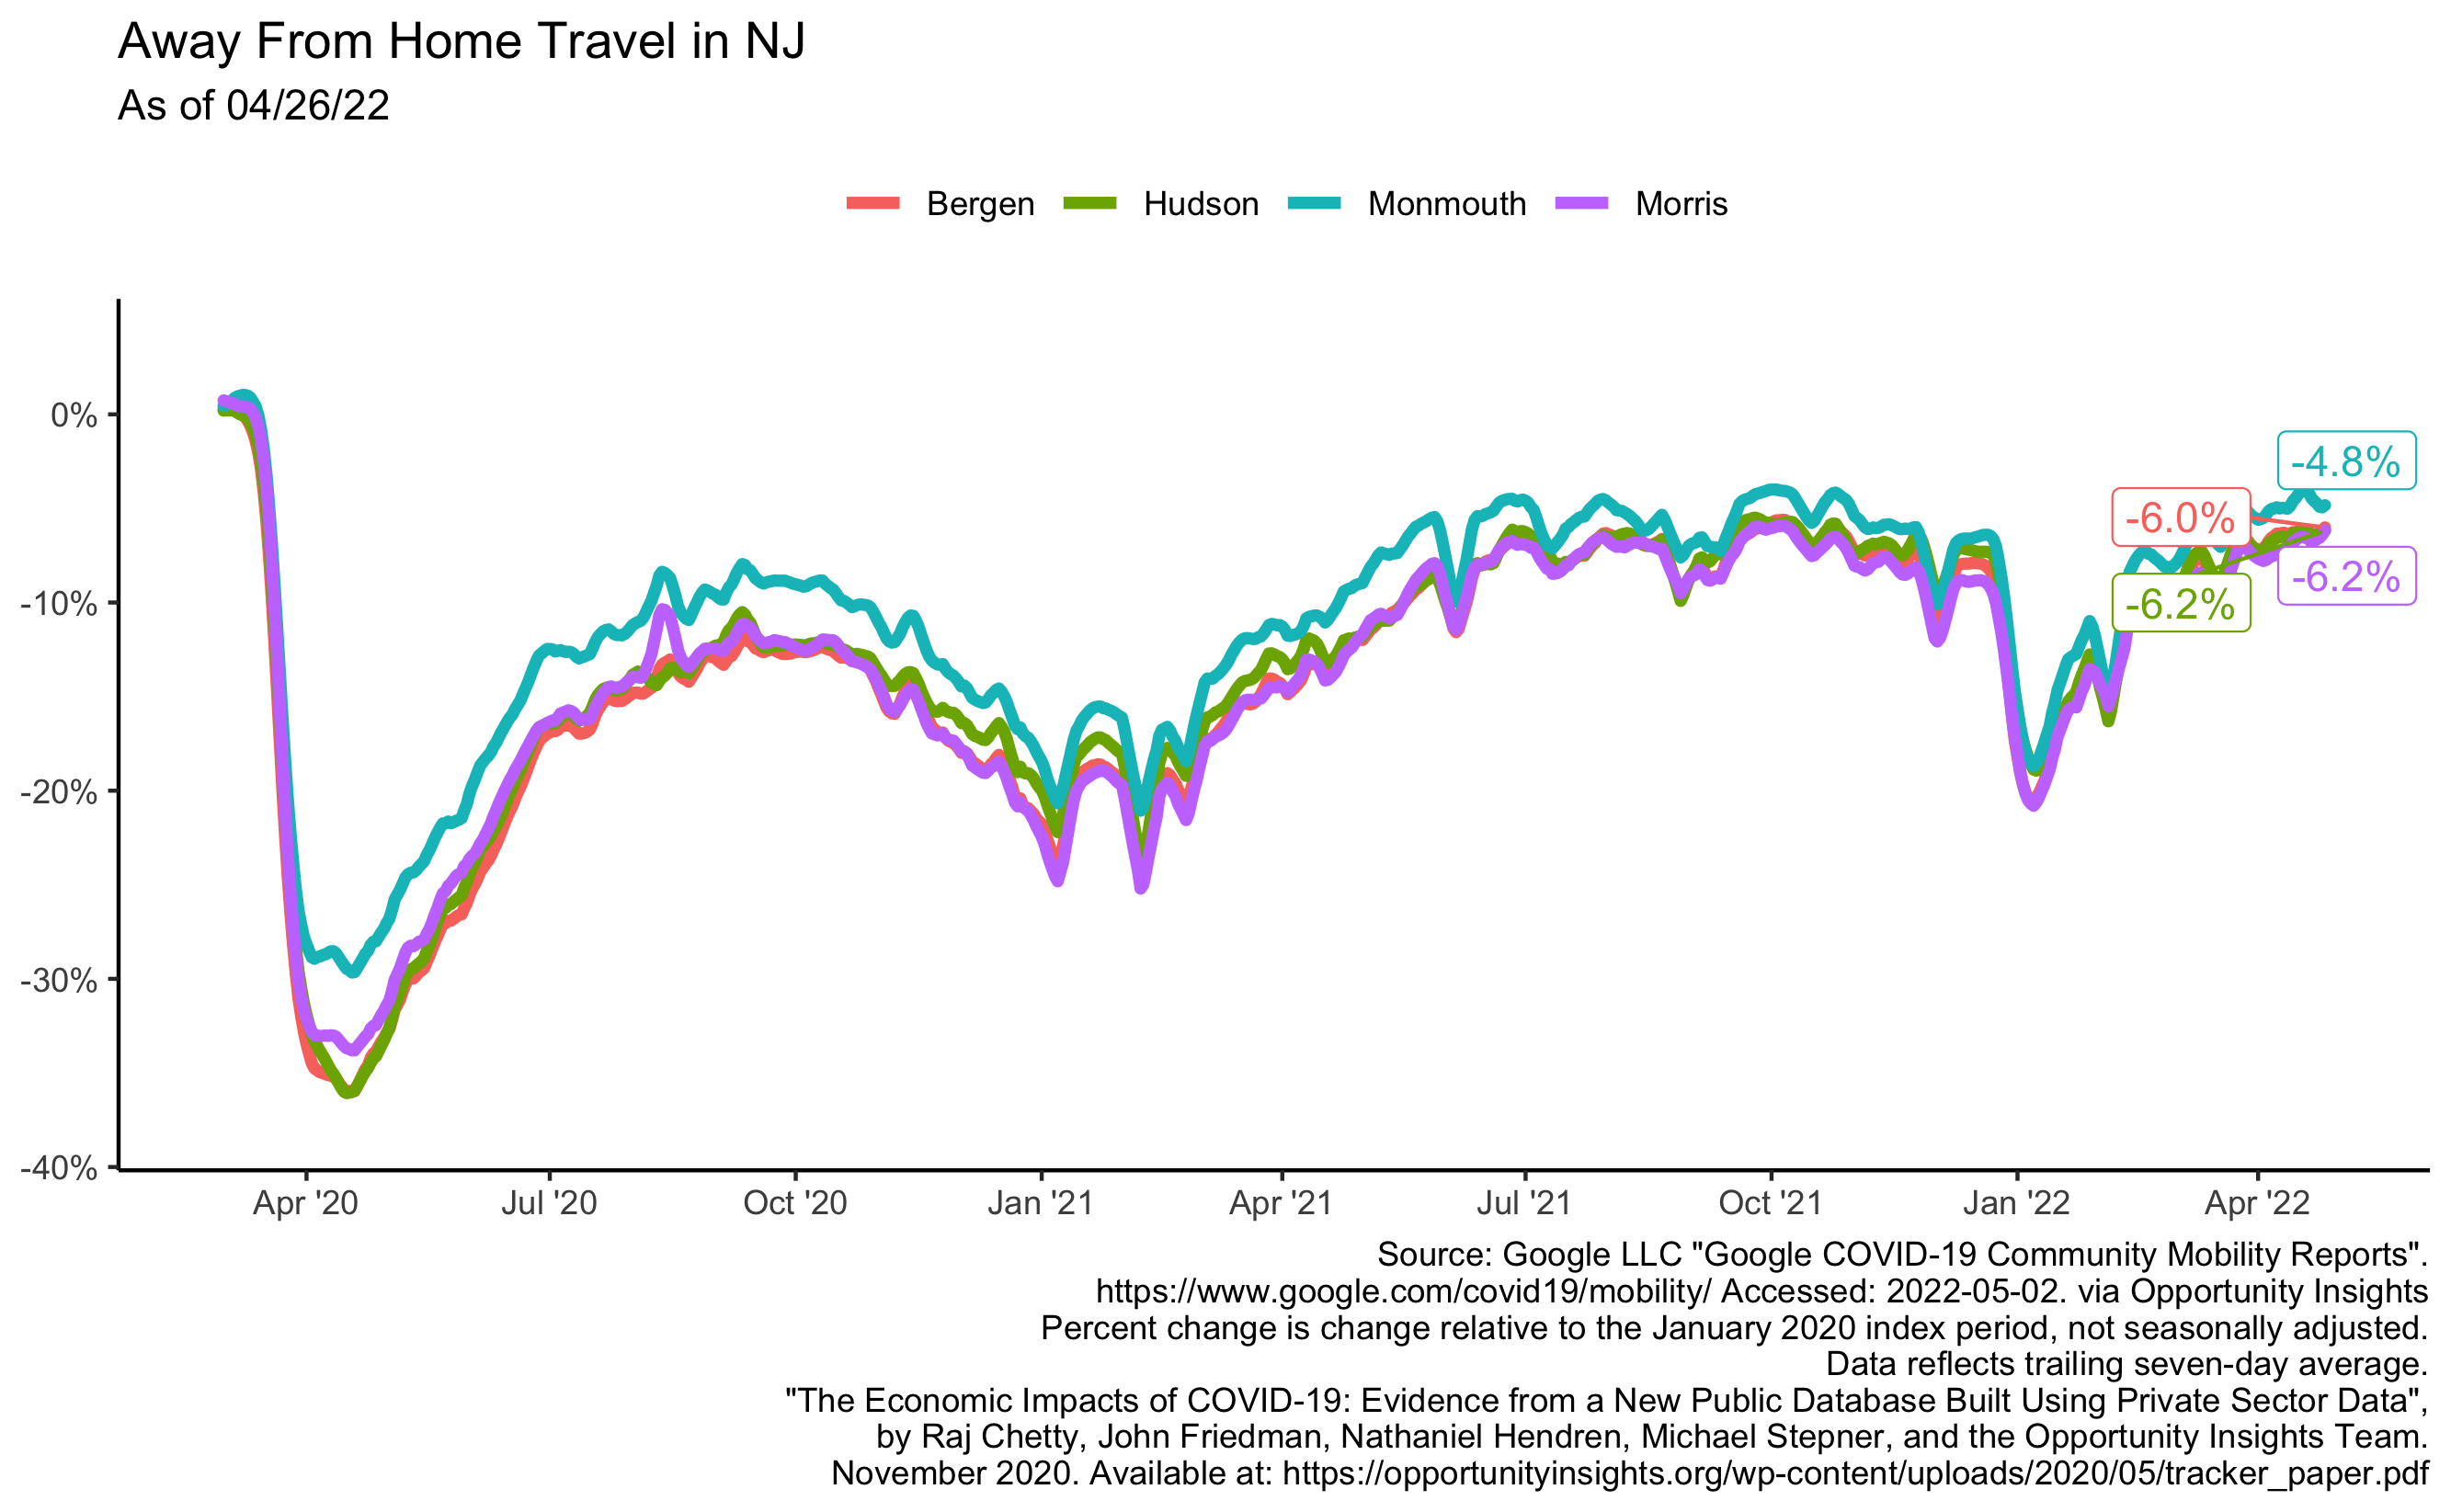 Away From Home Travel in NJ
As of 04/26/22
Bergen Hudson Monmouth Morris
0%
-10%
-20%
-30%
-40%
-4.8%
-6.0%
-6.2%
-6.2%
Apr '20 Jul '20 Oct '20 Jan '21 Apr '21 Jul '21 Oct '21 Jan '22 Apr '22
Source: Google LLC "Google COVID-19 Community Mobility Reports".
https://www.google.com/covid19/mobility/ Accessed: 2022-05-02. via Opportunity Insights
Percent change is change relative to the January 2020 index period, not seasonally adjusted.
Data reflects trailing seven-day average.
"The Economic Impacts of COVID-19: Evidence from a New Public Database Built Using Private Sector Data",
by Raj Chetty, John Friedman, Nathaniel Hendren, Michael Stepner, and the Opportunity Insights Team.
November 2020. Available at: https://opportunityinsights.org/wp-content/uploads/2020/05/tracker_paper.pdf